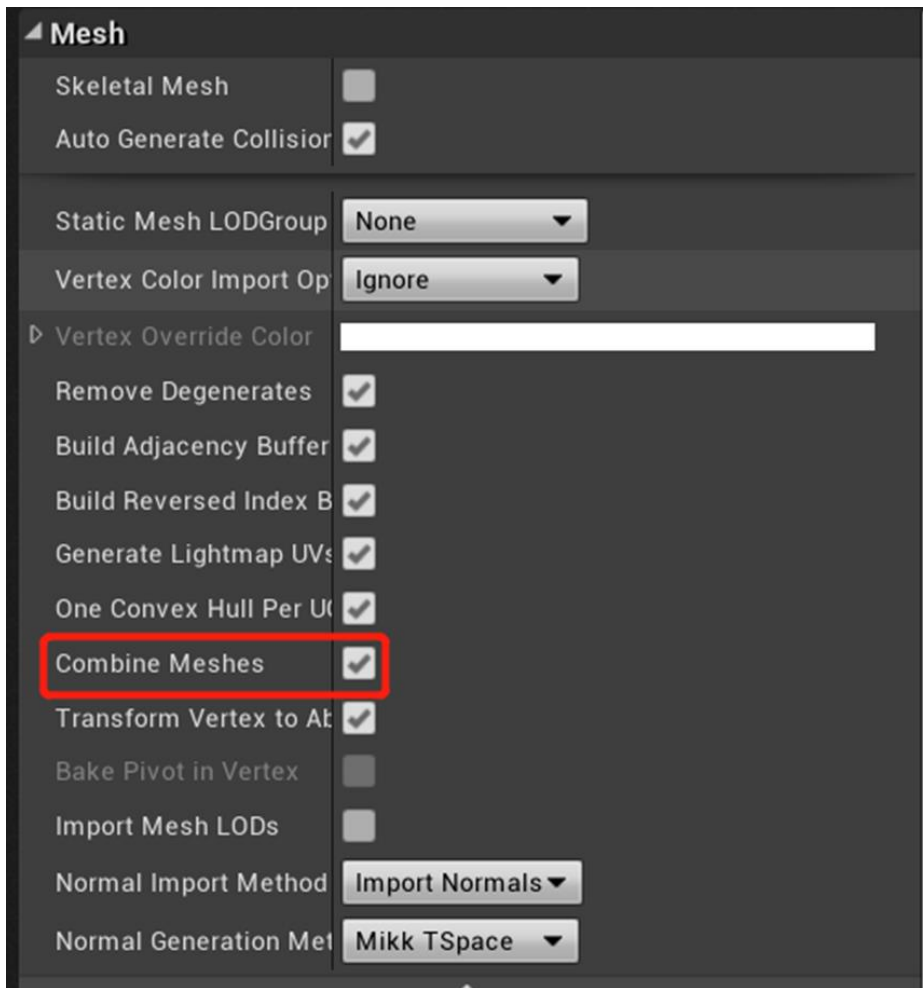 Mesh
Skeletal Mesh
Auto Generate Collision
Static Mesh LODGroup None
Vertex Color Import Op Ignore
Vertex Override Color
Remove Degenerates
Build Adjacency Buffer
Build Reversed Index B
Generate Lightmap UVs
One Convex Hull Per U
Combine Meshes
Transform Vertex to Ab
Bake Pivot in Vertex
Import Mesh LODs
Normal Import Method Import Normals
Normal Generation Met Mikk TSpace